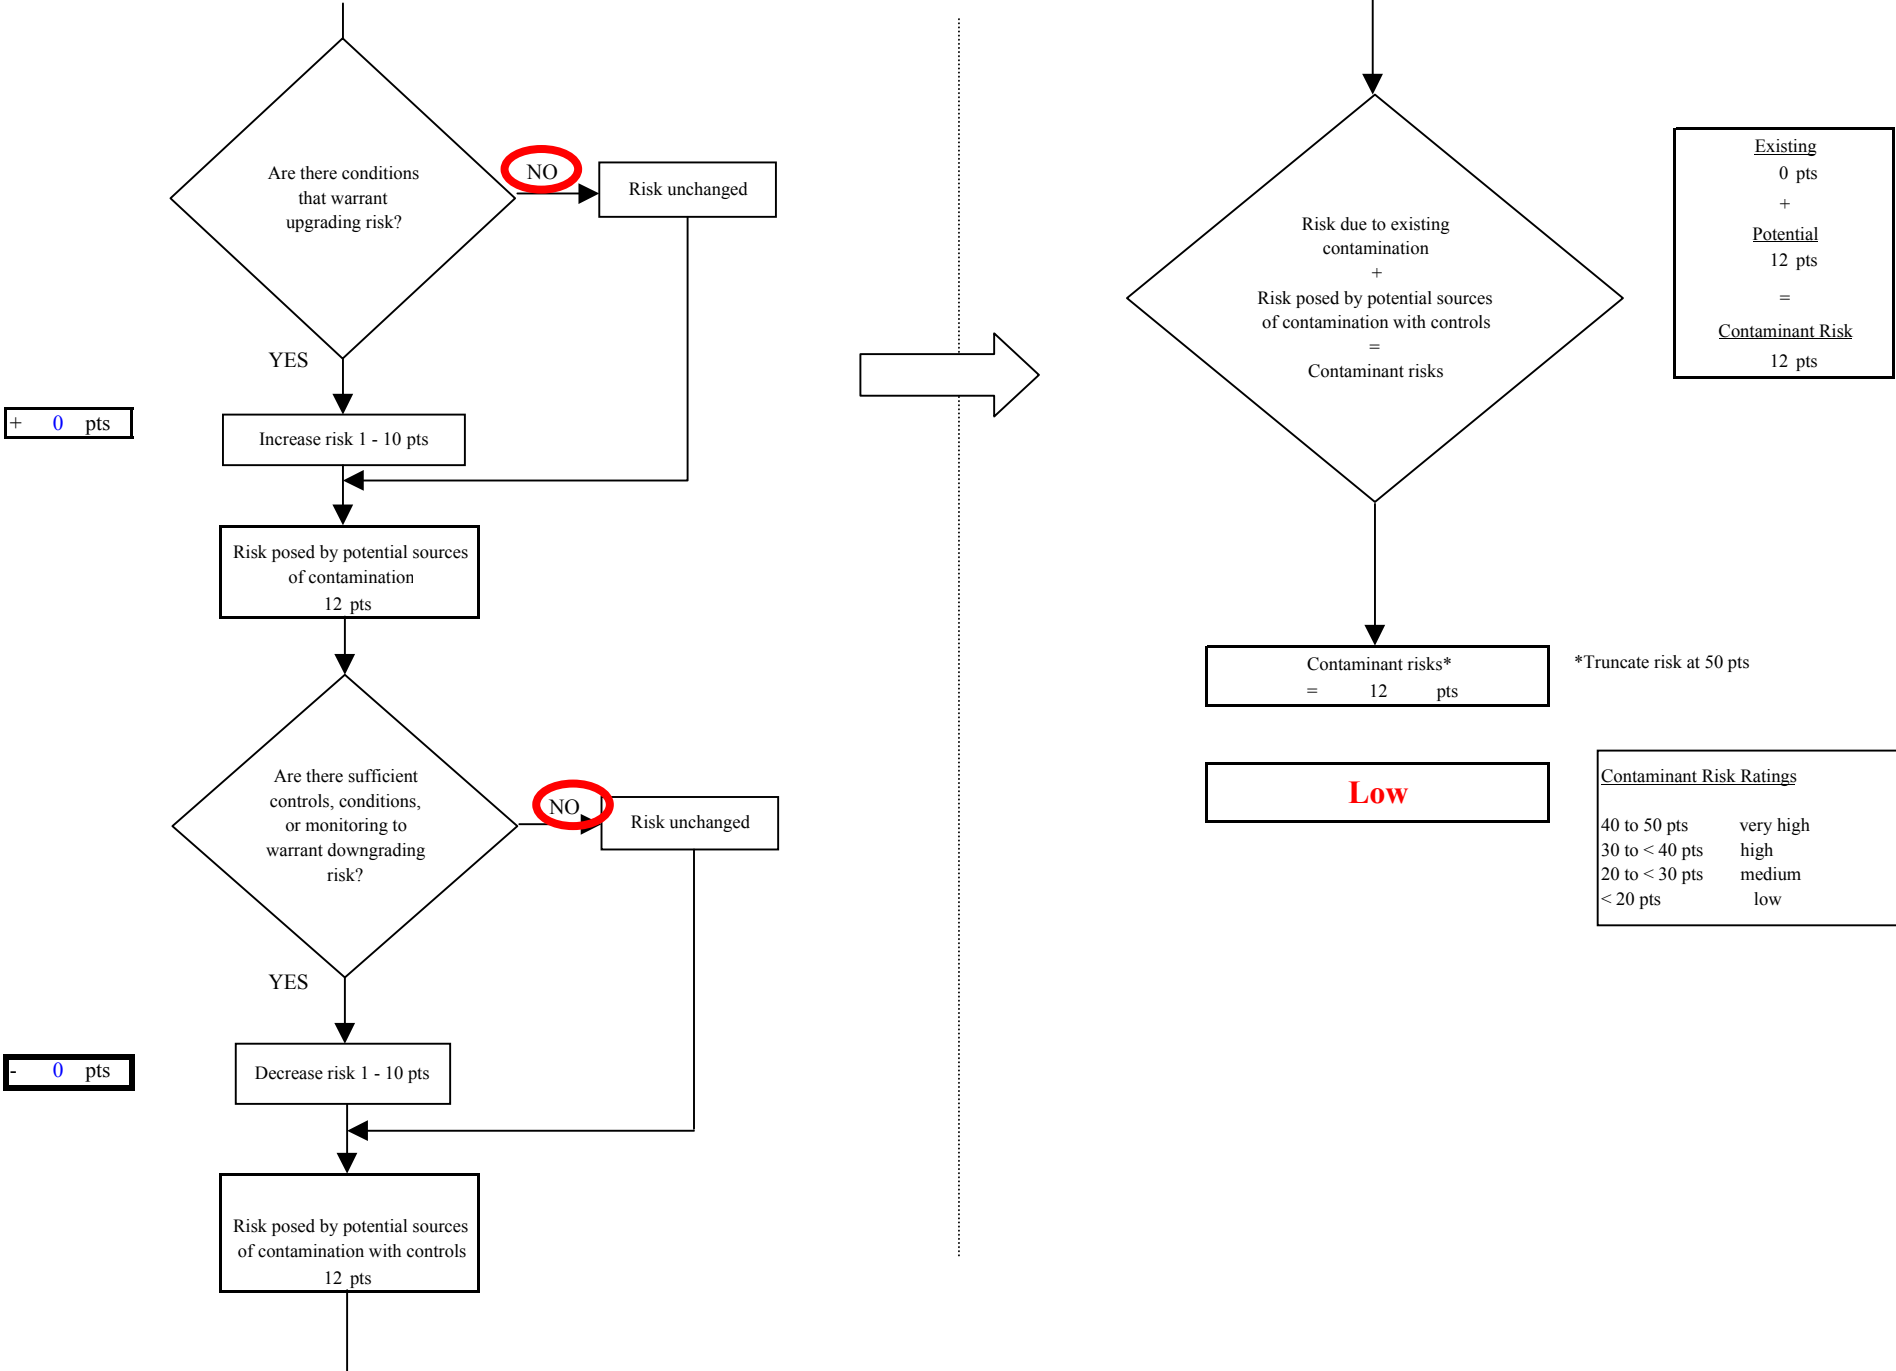 Are there conditions
that warrant
upgrading risk?
NO
Risk unchanged
YES
+ 0 pts
Increase risk 1 - 10 pts
Risk posed by potential sources
of contamination
12 pts
Are there sufficient
controls, conditions,
or monitoring to
warrant downgrading
risk?
NO
Risk unchanged
YES
- 0 pts
Decrease risk 1 - 10 pts
Risk posed by potential sources
of contamination with controls
12 pts
Risk due to existing
contamination
+
Risk posed by potential sources
of contamination with controls
=
Contaminant risks
Existing
0 pts
+
Potential
12 pts
=
Contaminant Risk
12 pts
Contaminant risks*
= 12 pts
*Truncate risk at 50 pts
Low
Contaminant Risk Ratings
40 to 50 pts very high
30 to < 40 pts high
20 to < 30 pts medium
< 20 pts low